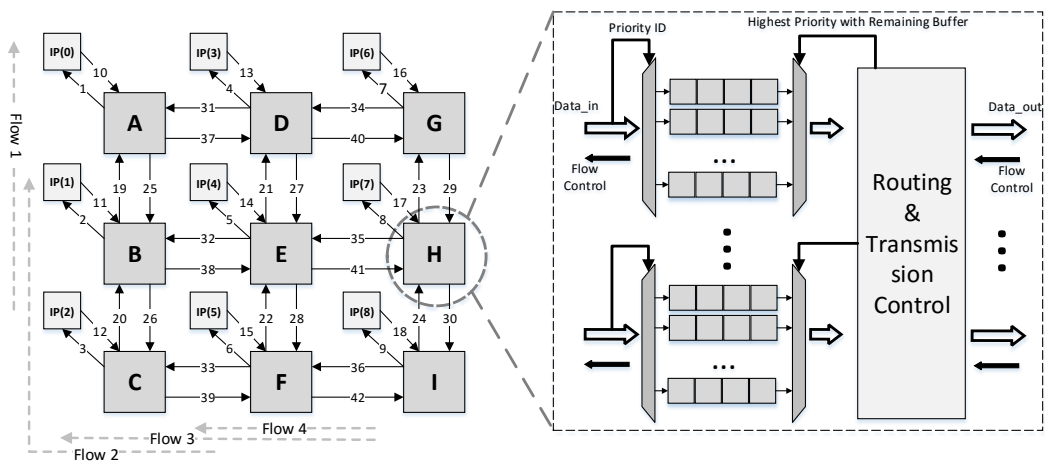 IP(0)
10
1
IP(3)
13
4
IP(6)
16
7
A
31
37
D
34
40
G
19
25
21
27
23
29
IP(1)
11
2
IP(4)
14
5
IP(7)
17
8
B
32
38
E
35
41
H
20
26
22
28
24
30
IP(2)
12
3
IP(5)
15
6
IP(8)
18
9
C
33
39
F
36
42
I
Flow 1
Flow 4
Flow 3
Flow 2
Highest Priority with Remaining Buffer
Priority ID
Data_in
Flow
Control
...
...
Routing
&
Transmis
sion
Control
Data_out
Flow
Control